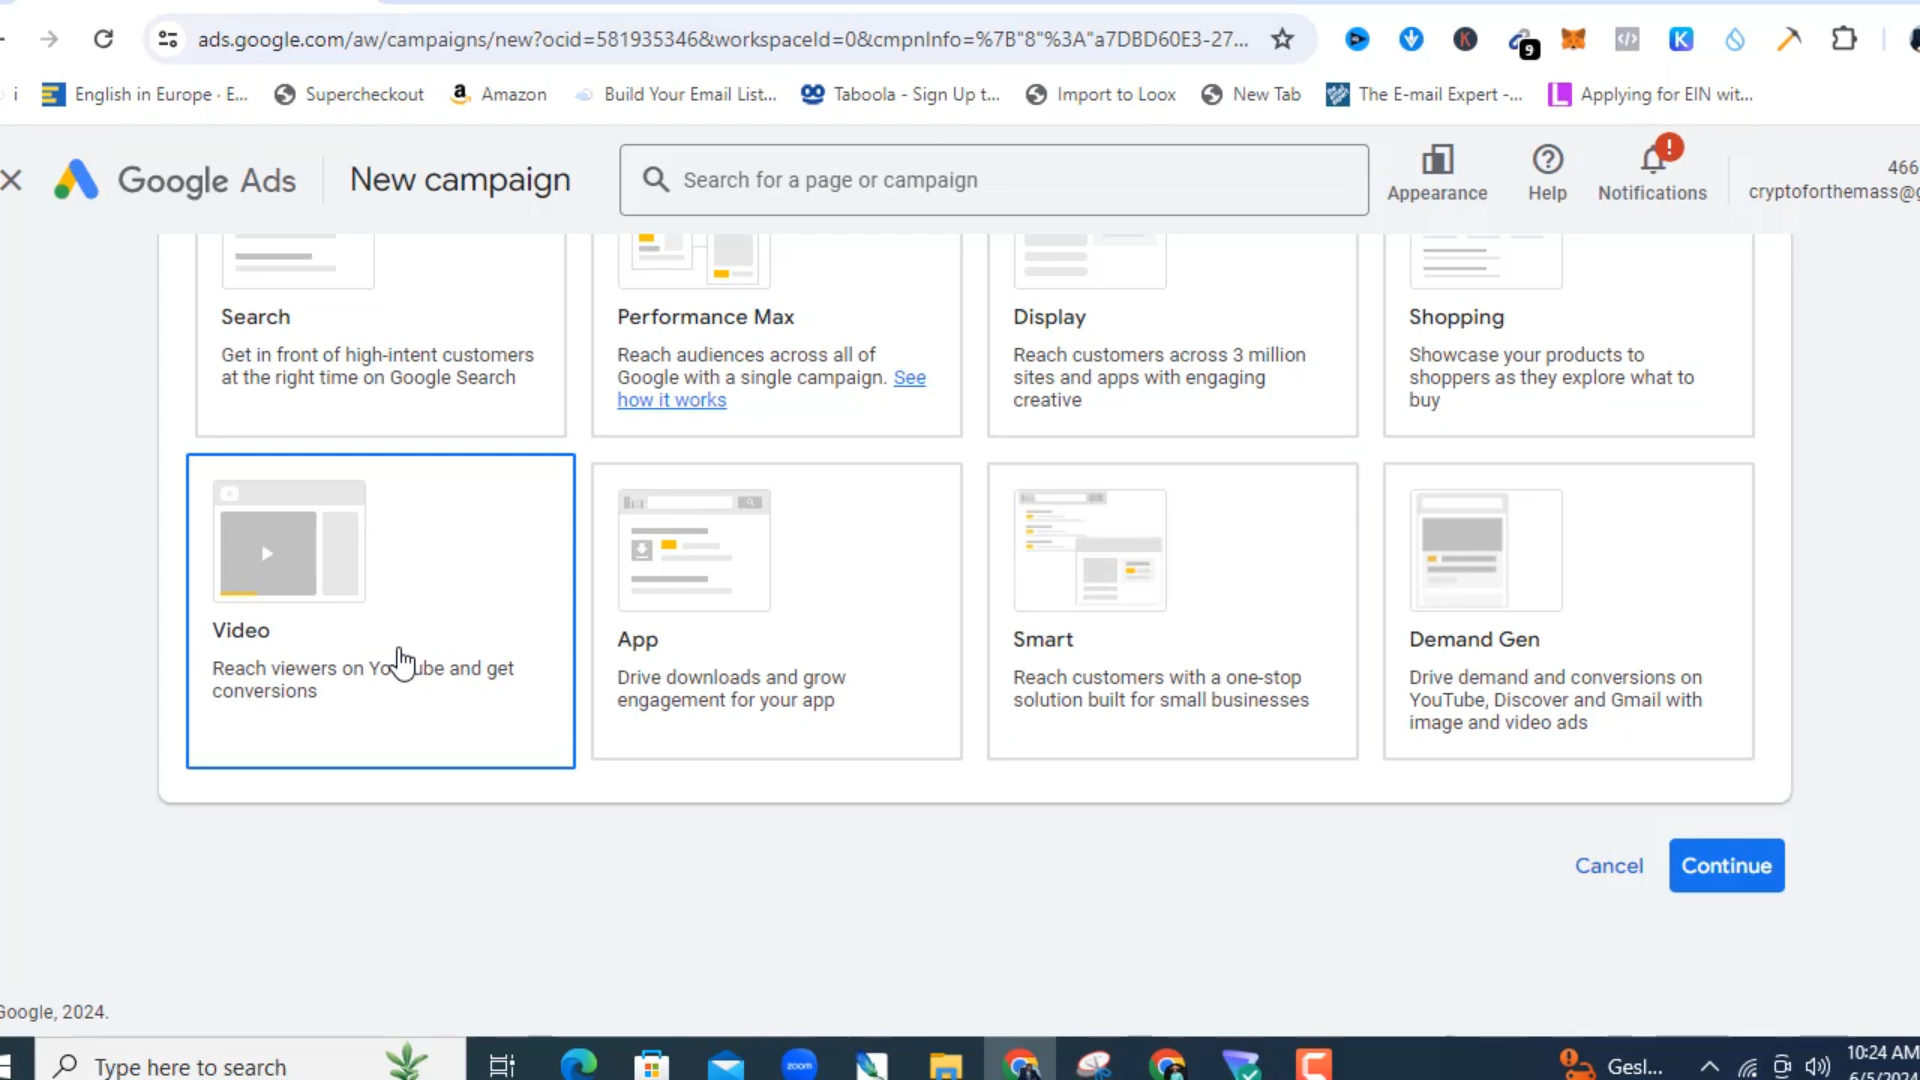 ads.google.com/aw/campaigns/new?ocid=581935346&workspaceId=0&cmpnInfo=%7B"8"%3A"a7DBD60E3-27...
9
i English in Europe · E... Supercheckout Amazon Build Your Email List... Taboola - Sign Up t... Import to Loox New Tab The E-mail Expert -... Applying for EIN wit...
Google Ads New campaign Search for a page or campaign Appearance Help Notifications
466
cryptoforthemass@g
Search
Get in front of high-intent customers
at the right time on Google Search
Performance Max
Reach audiences across all of
Google with a single campaign. See
how it works
Display
Reach customers across 3 million
sites and apps with engaging
creative
Shopping
Showcase your products to
shoppers as they explore what to
buy
Video
Reach viewers on YouTube and get
conversions
App
Drive downloads and grow
engagement for your app
Smart
Reach customers with a one-stop
solution built for small businesses
Demand Gen
Drive demand and conversions on
YouTube, Discover and Gmail with
image and video ads
Cancel Continue
Google, 2024.
Type here to search
zoom
Gesl...
10:24 AM
6/5/2024